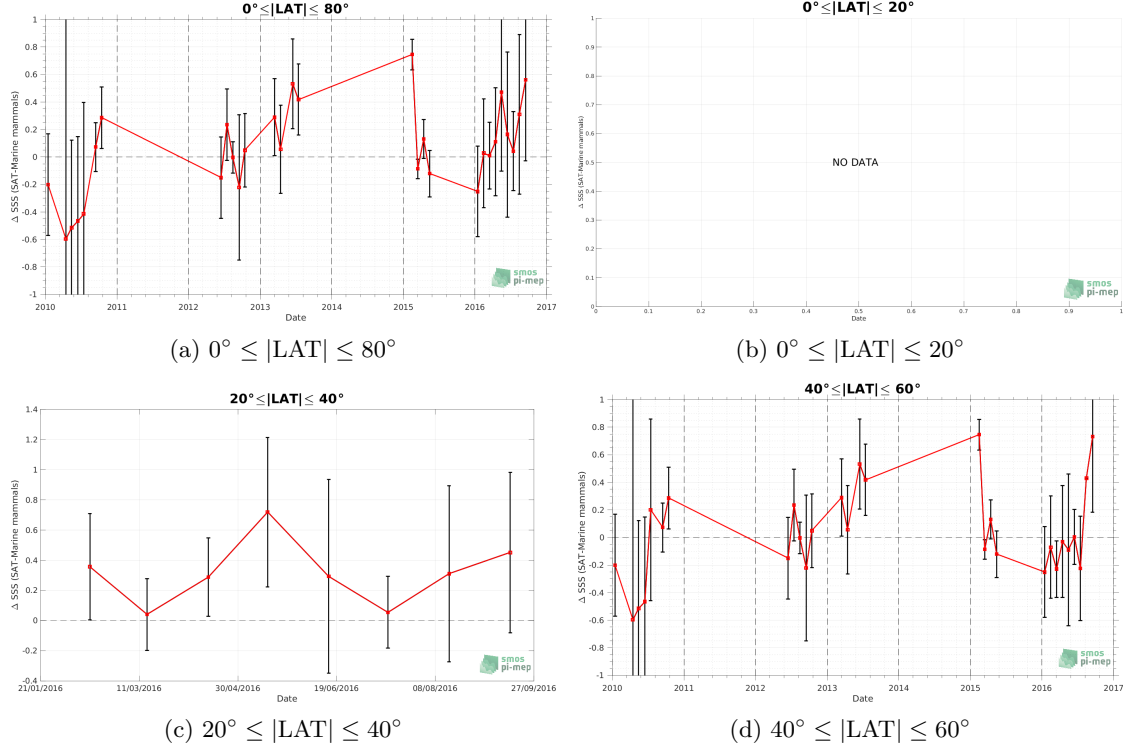 0°≤|LAT|≤ 80°
Δ SSS (SAT-Marine mammals)
1
0.8
0.6
0.4
0.2
0
-0.2
-0.4
-0.6
-0.8
-1
2010 2011 2012 2013 2014 2015 2016 2017
Date
smos
pi-mep
(a) 0° ≤ |LAT| ≤ 80°
0°≤|LAT|≤ 20°
Δ SSS (SAT-Marine mammals)
1
0.9
0.8
0.7
0.6
0.5
0.4
0.3
0.2
0.1
0
NO DATA
0 0.1 0.2 0.3 0.4 0.5 0.6 0.7 0.8 0.9 1
Date
smos
pi-mep
(b) 0° ≤ |LAT| ≤ 20°
20°≤|LAT|≤ 40°
Δ SSS (SAT-Marine mammals)
1.4
1.2
1
0.8
0.6
0.4
0.2
0
-0.2
-0.4
21/01/2016 11/03/2016 30/04/2016 19/06/2016 08/08/2016 27/09/2016
Date
smos
pi-mep
(c) 20° ≤ |LAT| ≤ 40°
40°≤|LAT|≤ 60°
Δ SSS (SAT-Marine mammals)
1
0.8
0.6
0.4
0.2
0
-0.2
-0.4
-0.6
-0.8
-1
2010 2011 2012 2013 2014 2015 2016 2017
Date
smos
pi-mep
(d) 40° ≤ |LAT| ≤ 60°